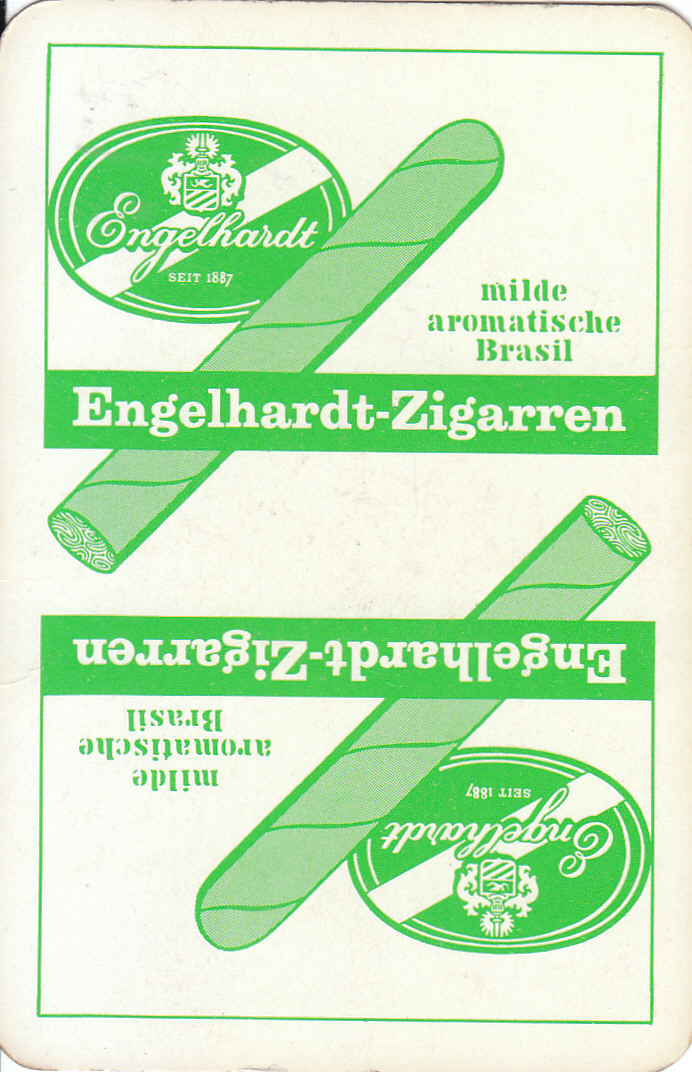 Engelhardt
SEIT 1887
milde
aromatische
Brasil
Engelhardt-Zigarren
Engelhardt-Zigarren
milde
aromatische
Brasil
Engelhardt
SEIT 1887